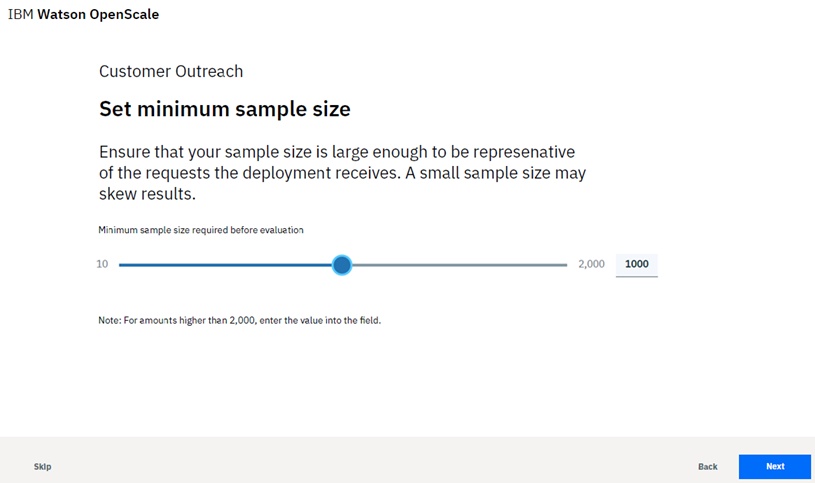 IBM Watson OpenScale
Customer Outreach
Set minimum sample size
Ensure that your sample size is large enough to be represenative
of the requests the deployment receives. A small sample size may
skew results.
Minimum sample size required before evaluation
10 2,000 1000
Note: For amounts higher than 2,000, enter the value into the field.
Skip Back Next